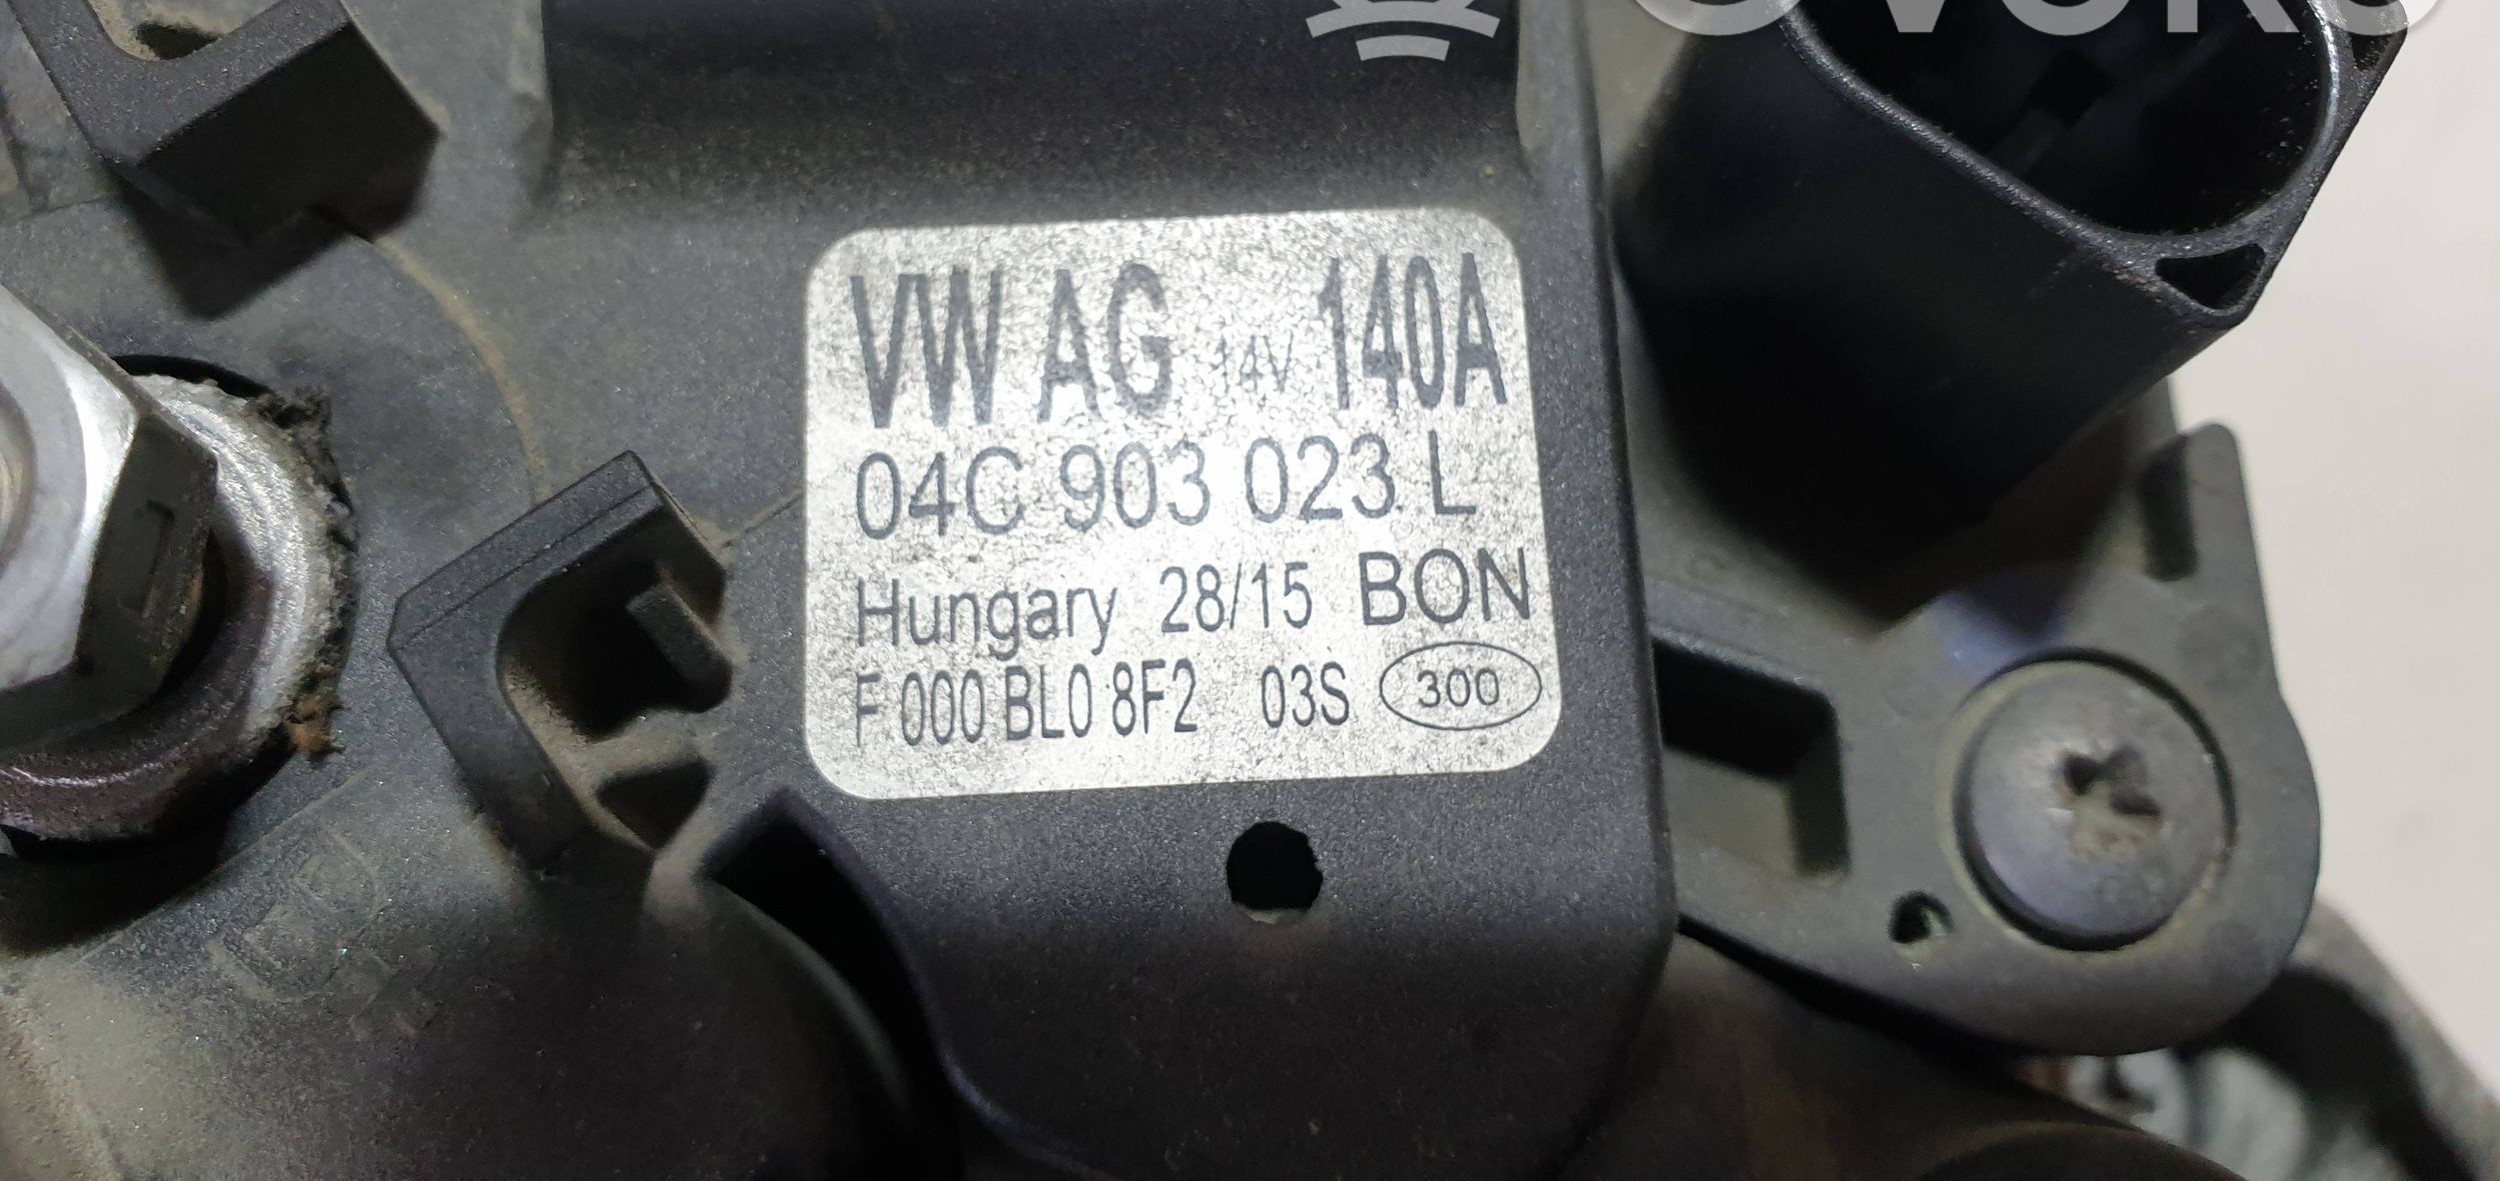 VW AG 14V 140A
04C 903 023 L
Hungary 28/15 BON
F 000 BL0 8F2 03S 300